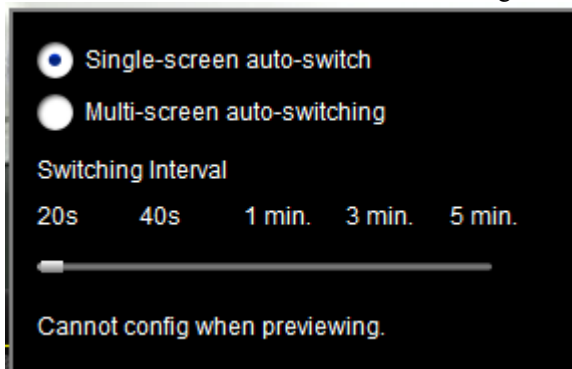 Single-screen auto-switch
Multi-screen auto-switching
Switching Interval
20s 40s 1 min. 3 min. 5 min.
Cannot config when previewing.